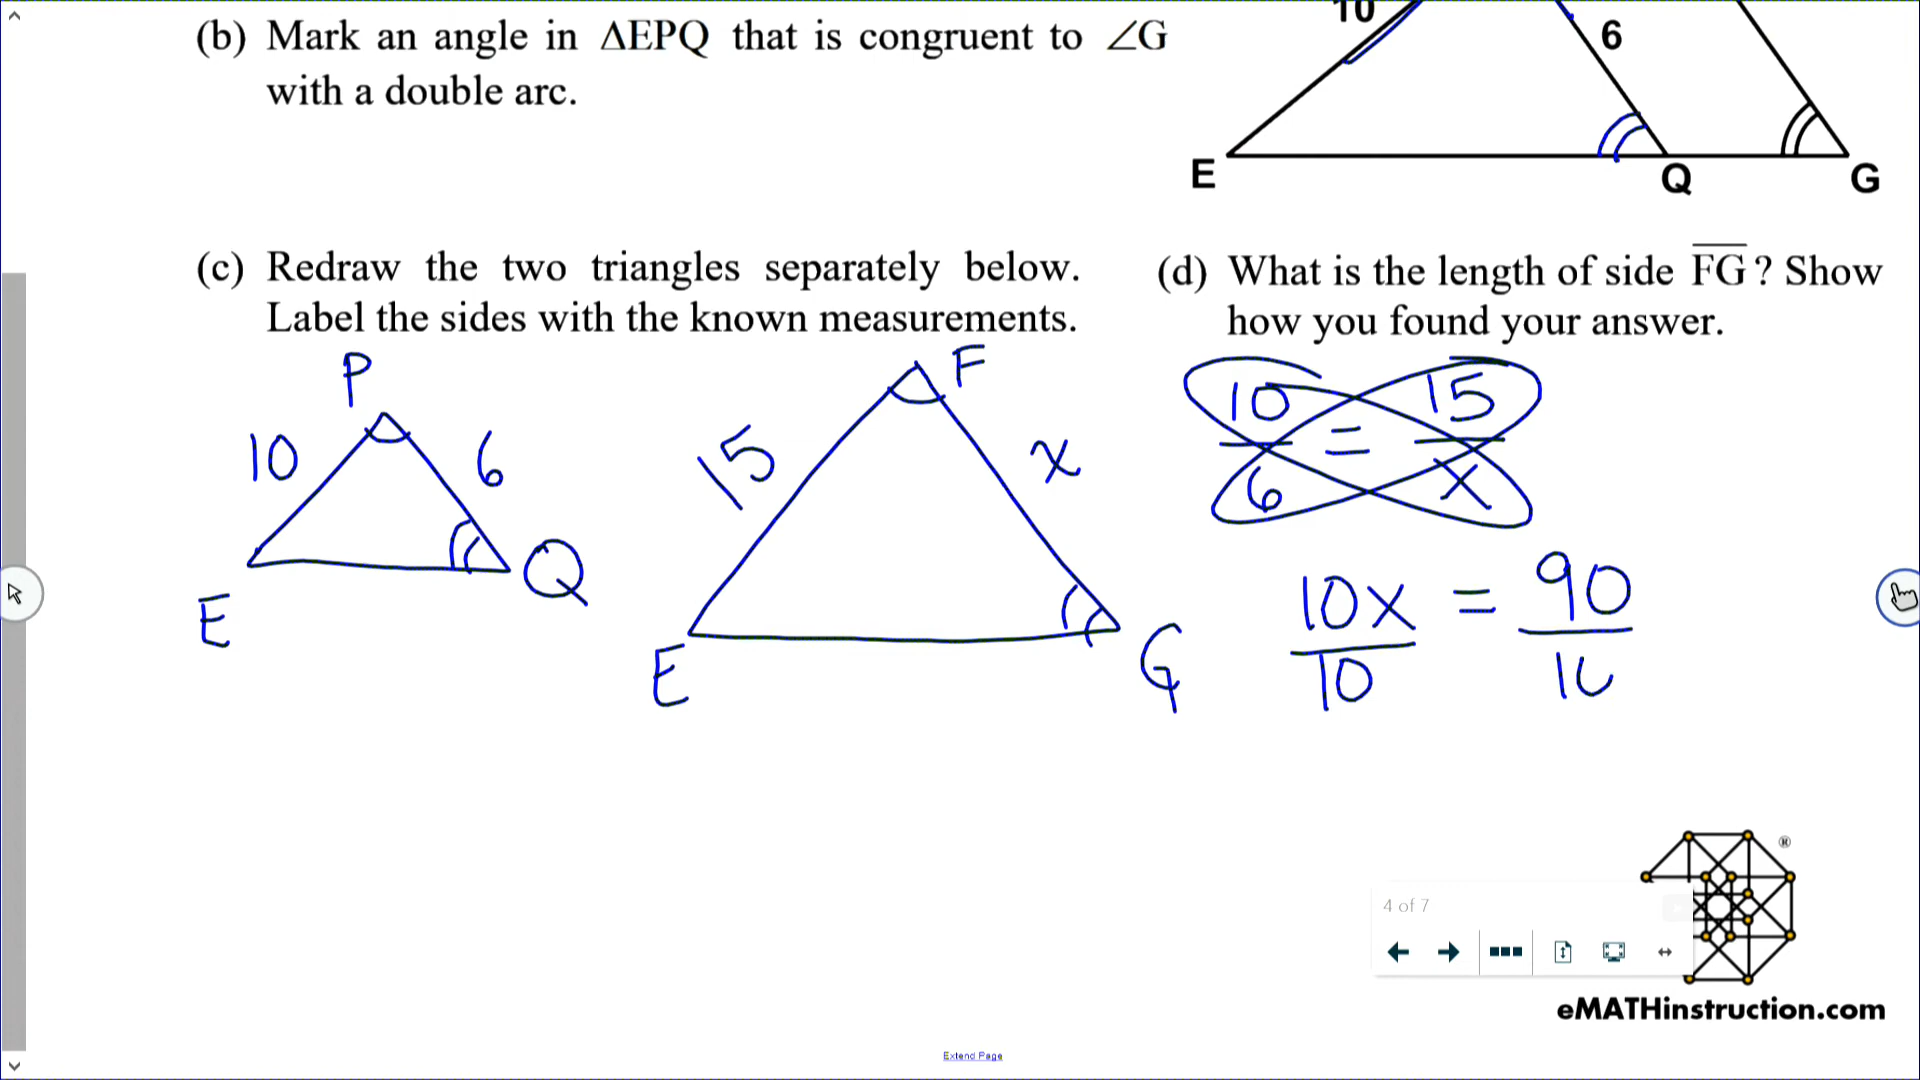 (b) Mark an angle in ΔEPQ that is congruent to ∠G
with a double arc.
10
6
E
Q
G
(c) Redraw the two triangles separately below.
Label the sides with the known measurements.
(d) What is the length of side FG? Show
how you found your answer.
P
10
6
E
Q
F
15
x
E
G
10/6 = 15/x
10x/10 = 90/10
4 of 7
®
eMATHinstruction.com
Extend Page